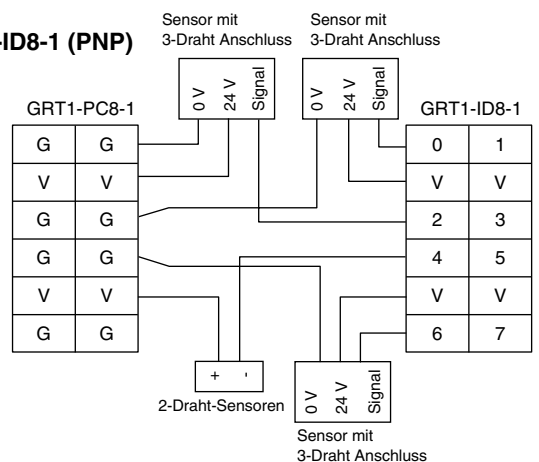 -ID8-1 (PNP)
Sensor mit
3-Draht Anschluss
Sensor mit
3-Draht Anschluss
0 V
24 V
Signal
0 V
24 V
Signal
GRT1-PC8-1
GRT1-ID8-1
G G
V V
G G
G G
V V
G G
0 1
V V
2 3
4 5
V V
6 7
+ -
2-Draht-Sensoren
0 V
24 V
Signal
Sensor mit
3-Draht Anschluss